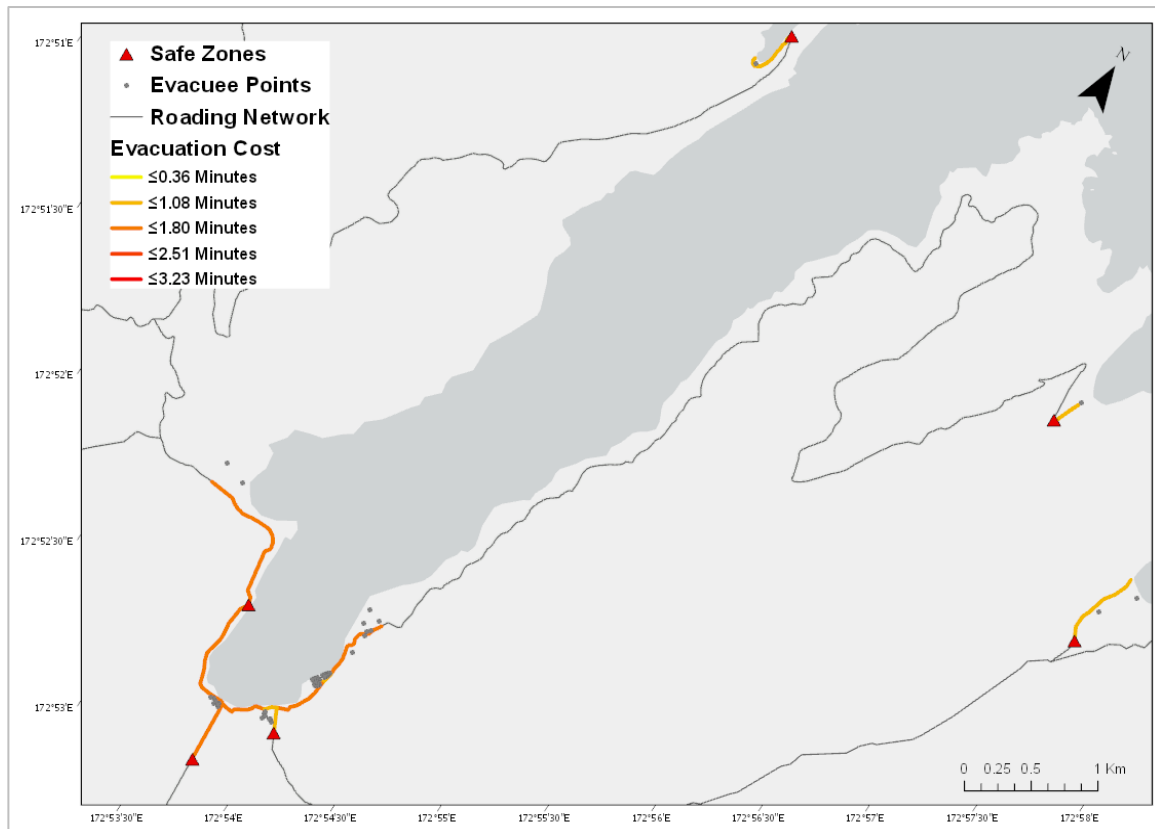 Safe Zones
Evacuee Points
Roading Network
Evacuation Cost
≤0.36 Minutes
≤1.08 Minutes
≤1.80 Minutes
≤2.51 Minutes
≤3.23 Minutes
N
172°51'E
172°51'30"E
172°52'E
172°52'30"E
172°53'E
0 0.25 0.5 1 Km
172°53'30"E 172°54'E 172°54'30"E 172°55'E 172°55'30"E 172°56'E 172°56'30"E 172°57'E 172°57'30"E 172°58'E